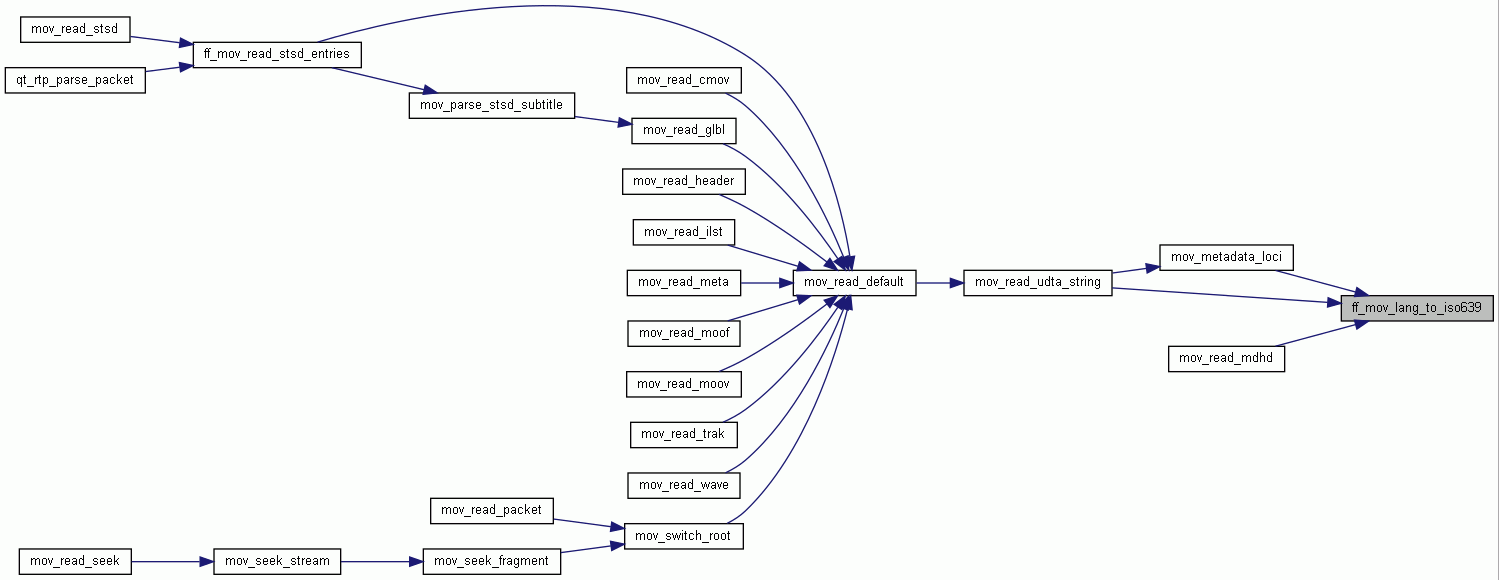 mov_read_stsd
ff_mov_read_stsd_entries
qt_rtp_parse_packet
mov_read_cmov
mov_parse_stsd_subtitle
mov_read_glbl
mov_read_header
mov_read_ilst
mov_metadata_loci
mov_read_meta
mov_read_default
mov_read_udta_string
ff_mov_lang_to_iso639
mov_read_moof
mov_read_mdhd
mov_read_moov
mov_read_trak
mov_read_wave
mov_read_packet
mov_switch_root
mov_read_seek
mov_seek_stream
mov_seek_fragment